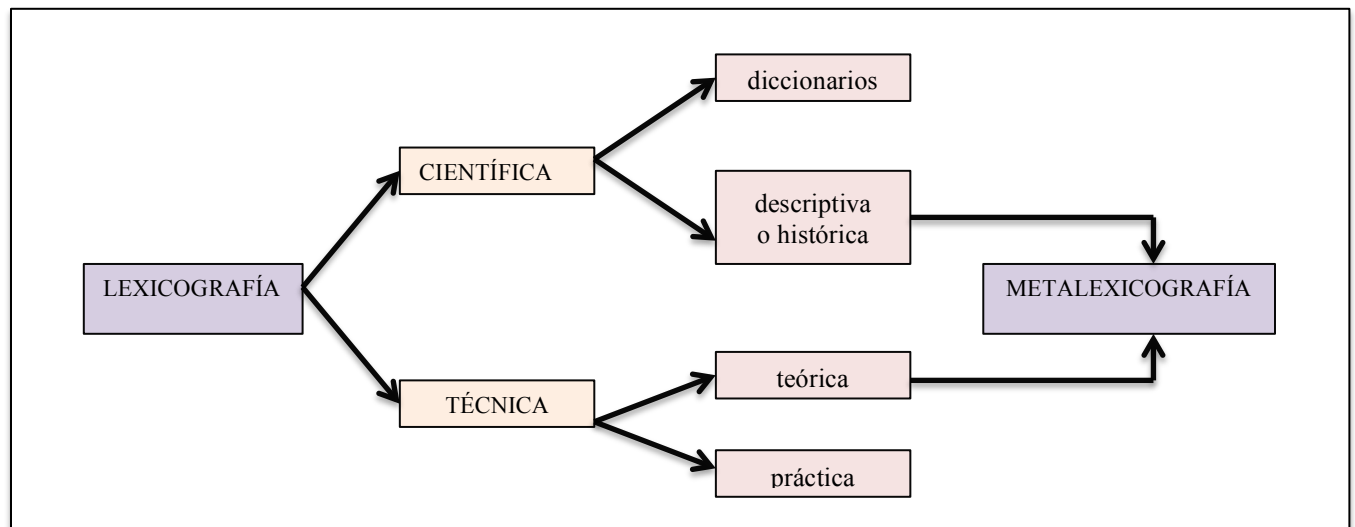 diccionarios
CIENTÍFICA
descriptiva
o histórica
LEXICOGRAFÍA
METALEXICOGRAFÍA
teórica
TÉCNICA
práctica